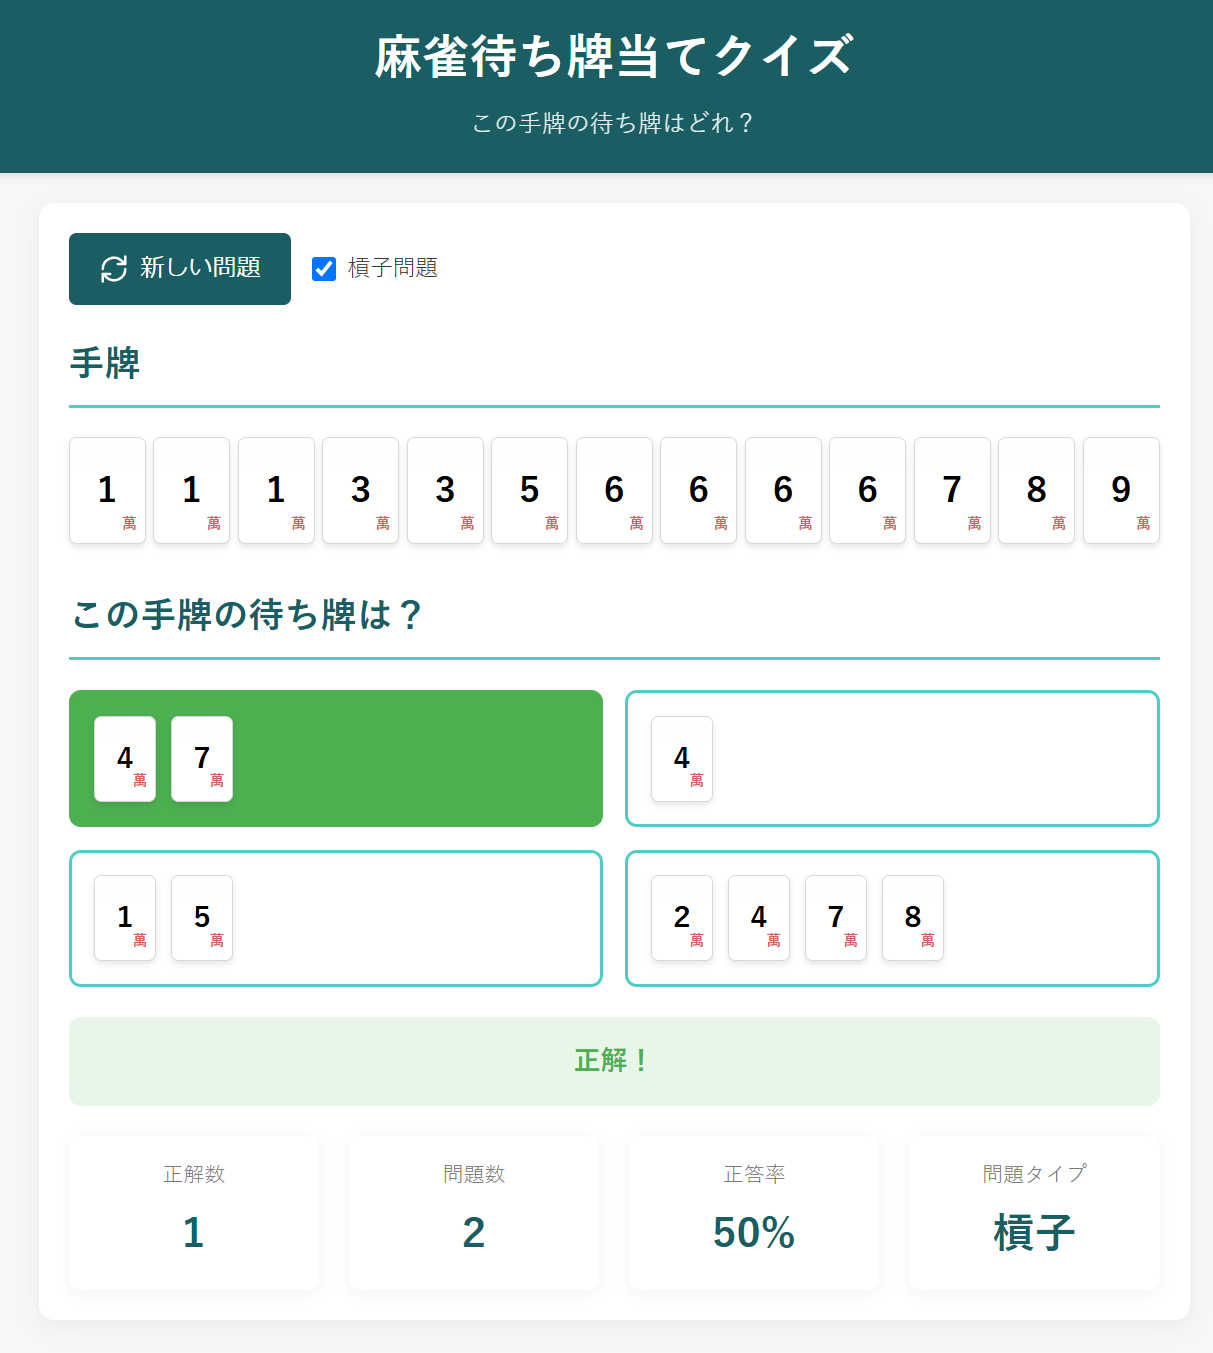 麻雀待ち牌当てクイズ
この手牌の待ち牌はどれ？
新しい問題 槓子問題
手牌
1萬 1萬 1萬 3萬 3萬 5萬 6萬 6萬 6萬 6萬 7萬 8萬 9萬
この手牌の待ち牌は？
4萬 7萬
4萬
1萬 5萬
2萬 4萬 7萬 8萬
正解！
正解数 問題数 正答率 問題タイプ
1 2 50% 槓子